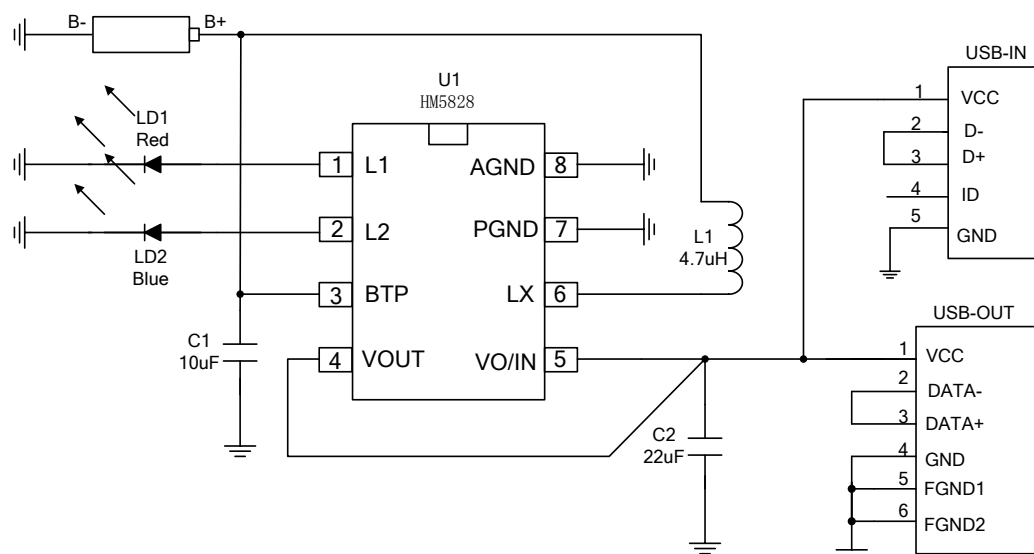 B-
B+
LD1
Red
LD2
Blue
C1
10uF
U1
HM5828
1 L1
2 L2
3 BTP
4 VOUT
AGND 8
PGND 7
LX 6
VO/IN 5
L1
4.7uH
C2
22uF
USB-IN
1 VCC
2 D-
3 D+
4 ID
5 GND
USB-OUT
1 VCC
2 DATA-
3 DATA+
4 GND
5 FGND1
6 FGND2